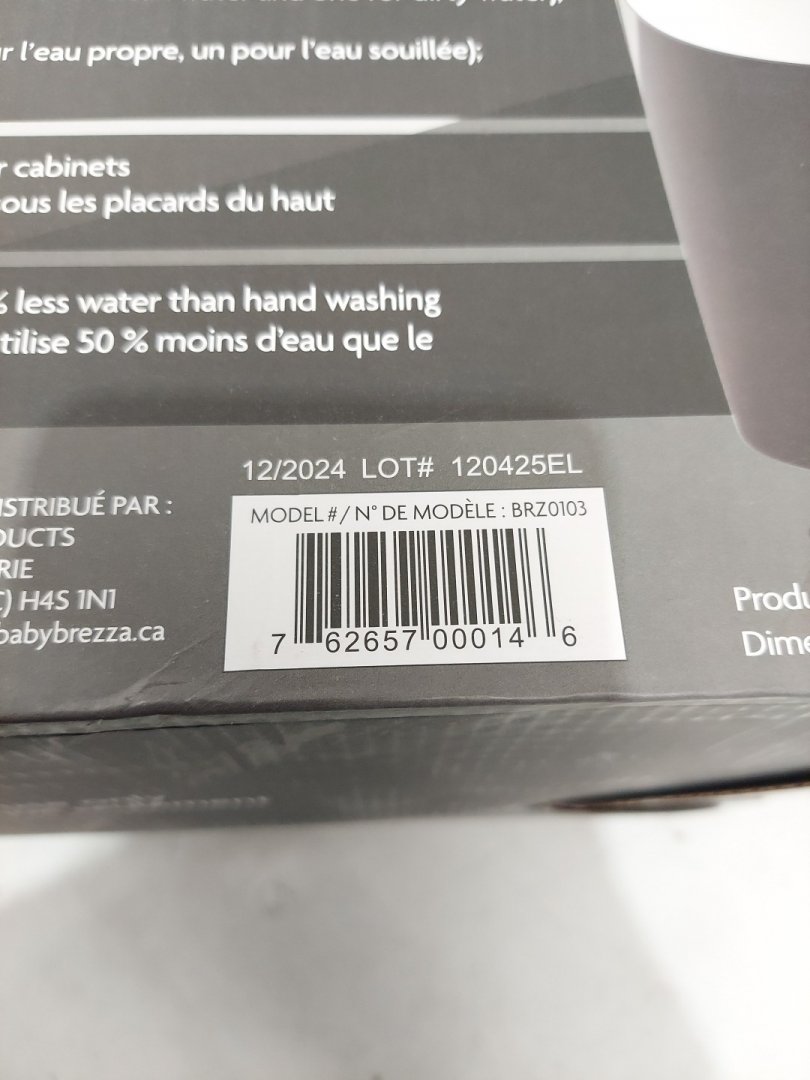 r l'eau propre, un pour l'eau souillée);
r cabinets
ous les placards du haut
% less water than hand washing
tilise 50 % moins d'eau que le
12/2024 LOT# 120425EL
ISTRIBUÉ PAR :
DUCTS
RIE
C) H4S 1N1
babybrezza.ca
MODEL # / N° DE MODÈLE : BRZ0103
7 62657 00014 6
Produ
Dime